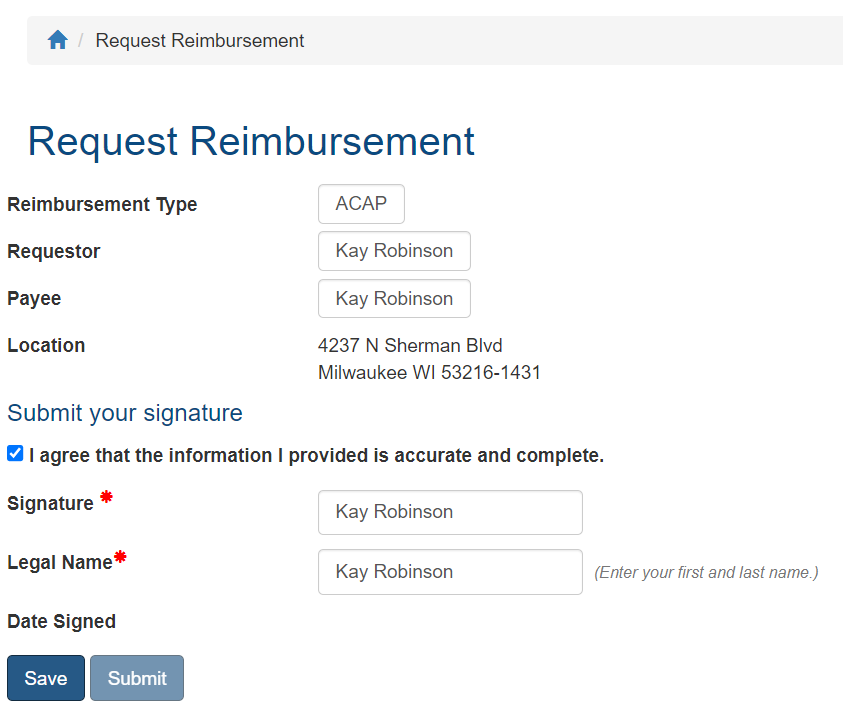 / Request Reimbursement
Request Reimbursement
Reimbursement Type ACAP
Requestor Kay Robinson
Payee Kay Robinson
Location 4237 N Sherman Blvd
Milwaukee WI 53216-1431
Submit your signature
I agree that the information I provided is accurate and complete.
Signature * Kay Robinson
Legal Name* Kay Robinson (Enter your first and last name.)
Date Signed
Save Submit